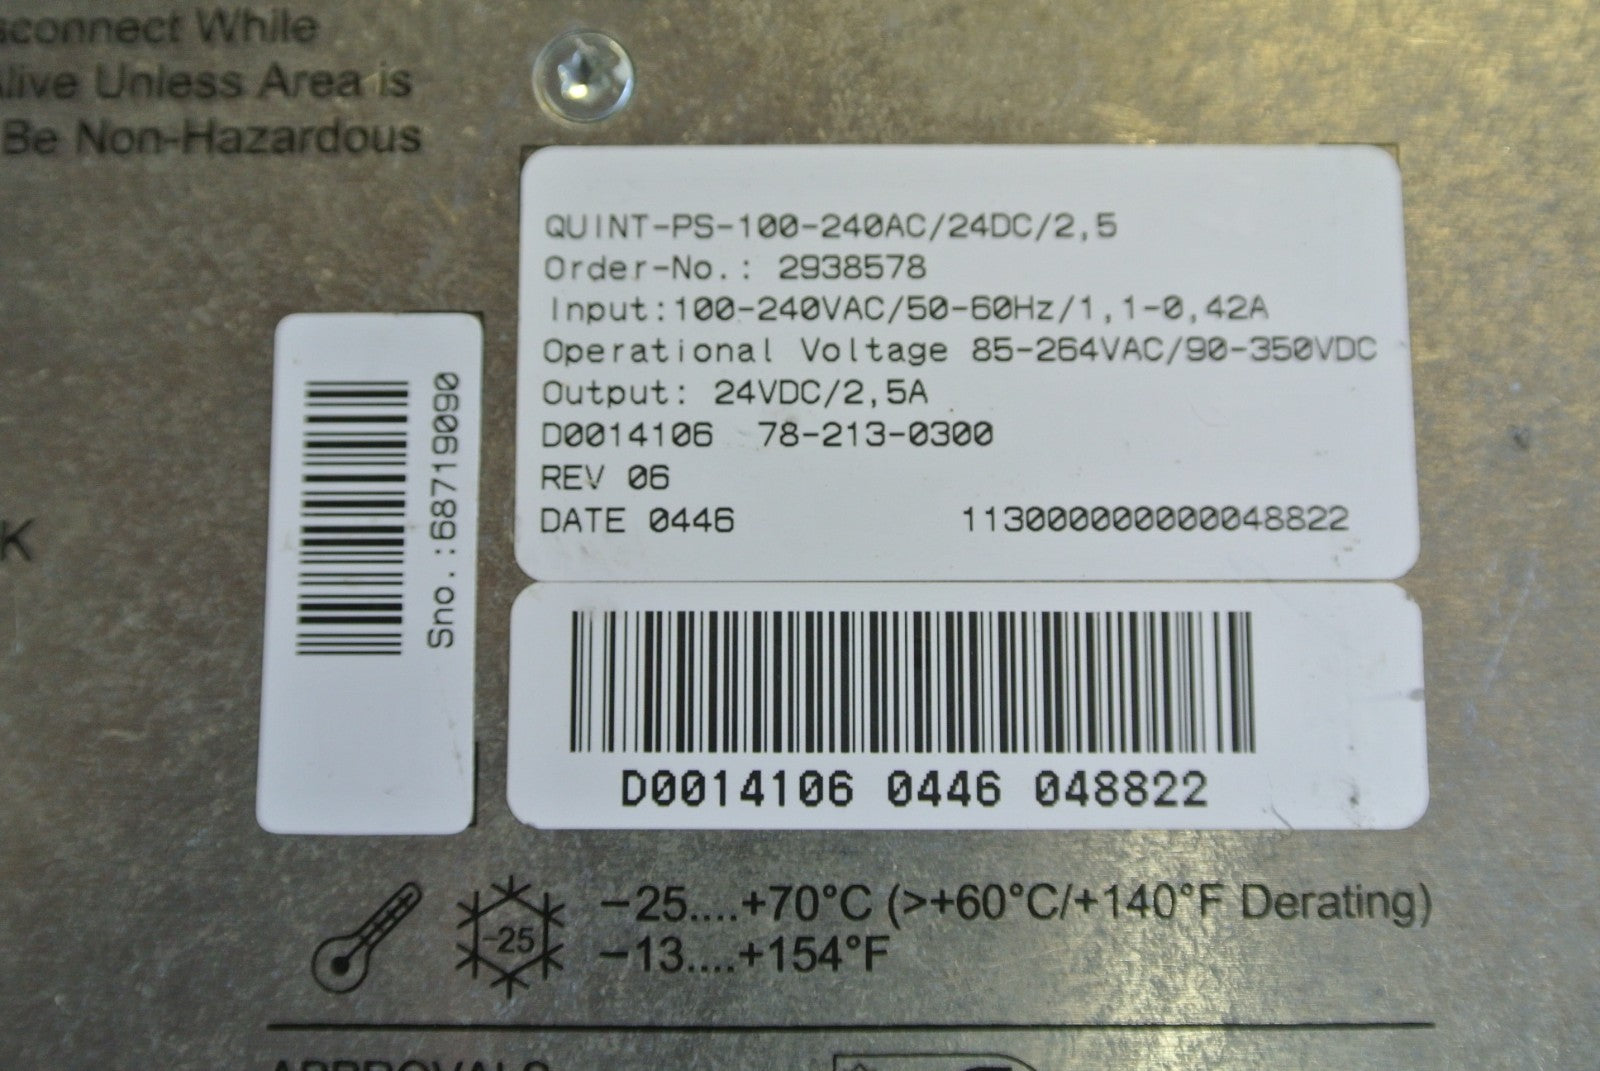 sconnect While
Alive Unless Area is
Be Non-Hazardous
QUINT-PS-100-240AC/24DC/2,5
Order-No.: 2938578
Input:100-240VAC/50-60Hz/1,1-0,42A
Operational Voltage 85-264VAC/90-350VDC
Output: 24VDC/2,5A
D0014106 78-213-0300
REV 06
DATE 0446 113000000000048822
Sno.:68719090
K
D0014106 0446 048822
-25
–25....+70°C (>+60°C/+140°F Derating)
–13....+154°F
APPROVALS